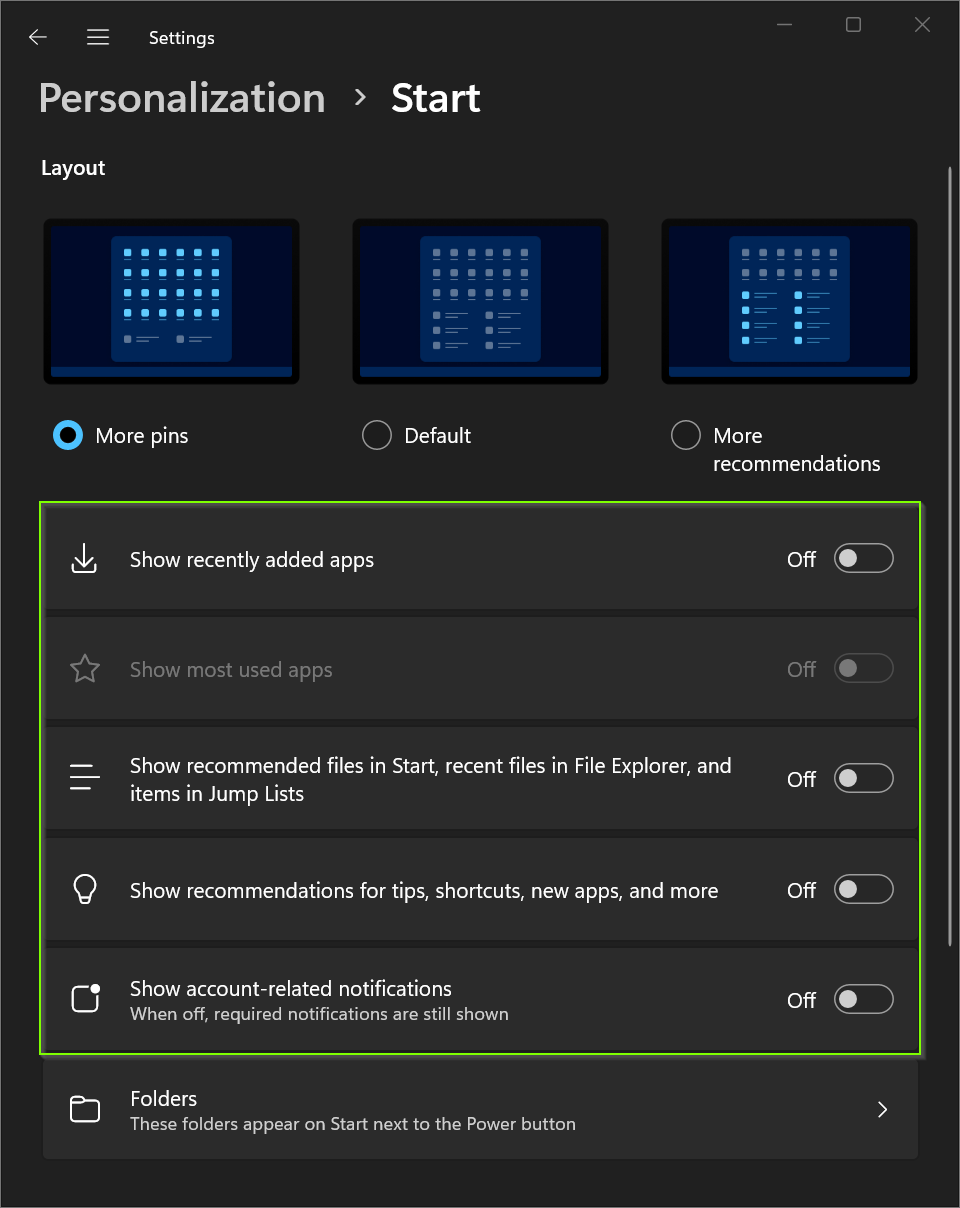 Settings
Personalization > Start
Layout
More pins
Default
More
recommendations
Show recently added apps
Off
Show most used apps
Off
Show recommended files in Start, recent files in File Explorer, and
items in Jump Lists
Off
Show recommendations for tips, shortcuts, new apps, and more
Off
Show account-related notifications
When off, required notifications are still shown
Off
Folders
These folders appear on Start next to the Power button